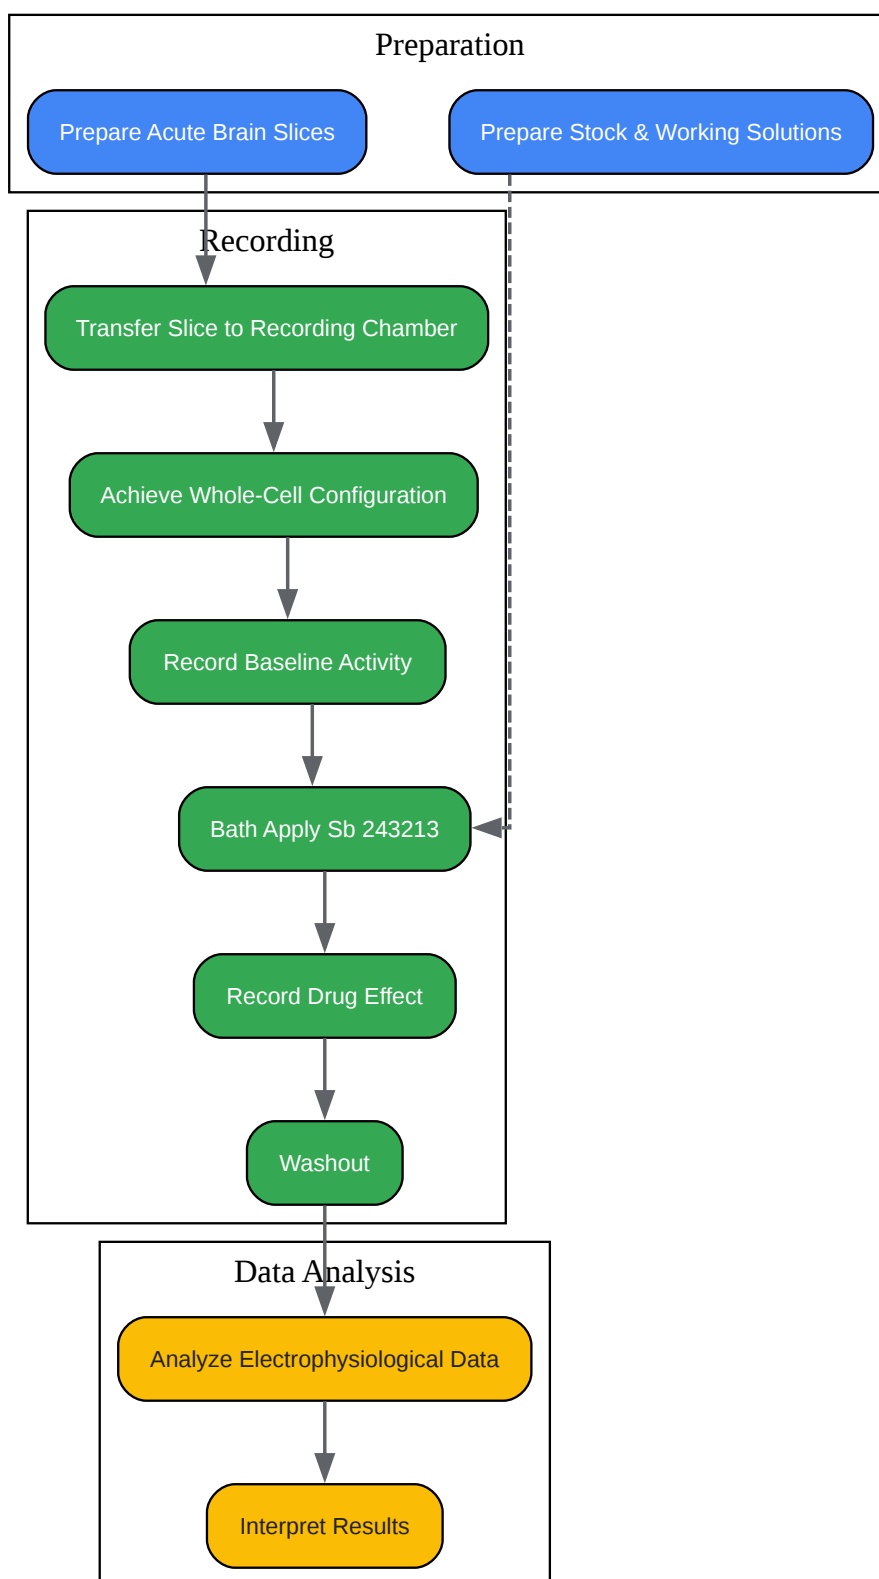 Preparation
Prepare Acute Brain Slices
Prepare Stock & Working Solutions
Recording
Transfer Slice to Recording Chamber
Achieve Whole-Cell Configuration
Record Baseline Activity
Bath Apply Sb 243213
Record Drug Effect
Washout
Data Analysis
Analyze Electrophysiological Data
Interpret Results